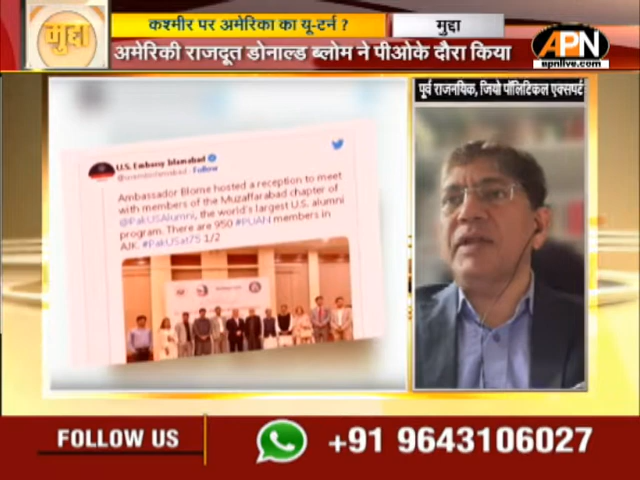 मुद्दा
कश्मीर पर अमेरिका का यू-टर्न ?
मुद्दा
APN
apnlive.com
अमेरिकी राजदूत डोनाल्ड ब्लोम ने पीओके दौरा किया
पूर्व राजनयिक, जियो पॉलिटिकल एक्सपर्ट
U.S. Embassy Islamabad
@usembislamabad · Follow
Ambassador Blome hosted a reception to meet
with members of the Muzaffarabad chapter of
@PakUSAlumni, the world's largest U.S. alumni
program. There are 950 #PUAN members in
AJK. #PakUSat75 1/2
FOLLOW US
+91 9643106027